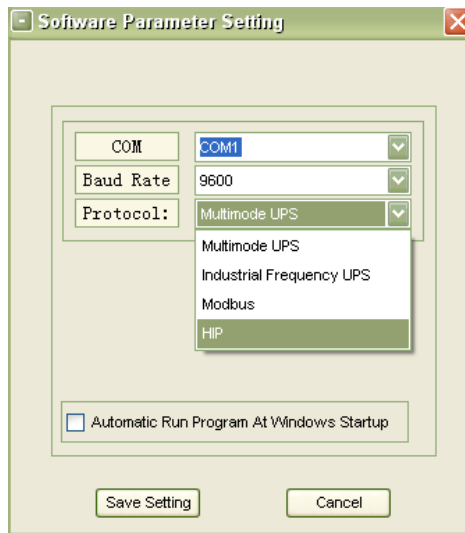 Software Parameter Setting
COM COM1
Baud Rate 9600
Protocol: Multimode UPS
Multimode UPS
Industrial Frequency UPS
Modbus
HIP
Automatic Run Program At Windows Startup
Save Setting Cancel